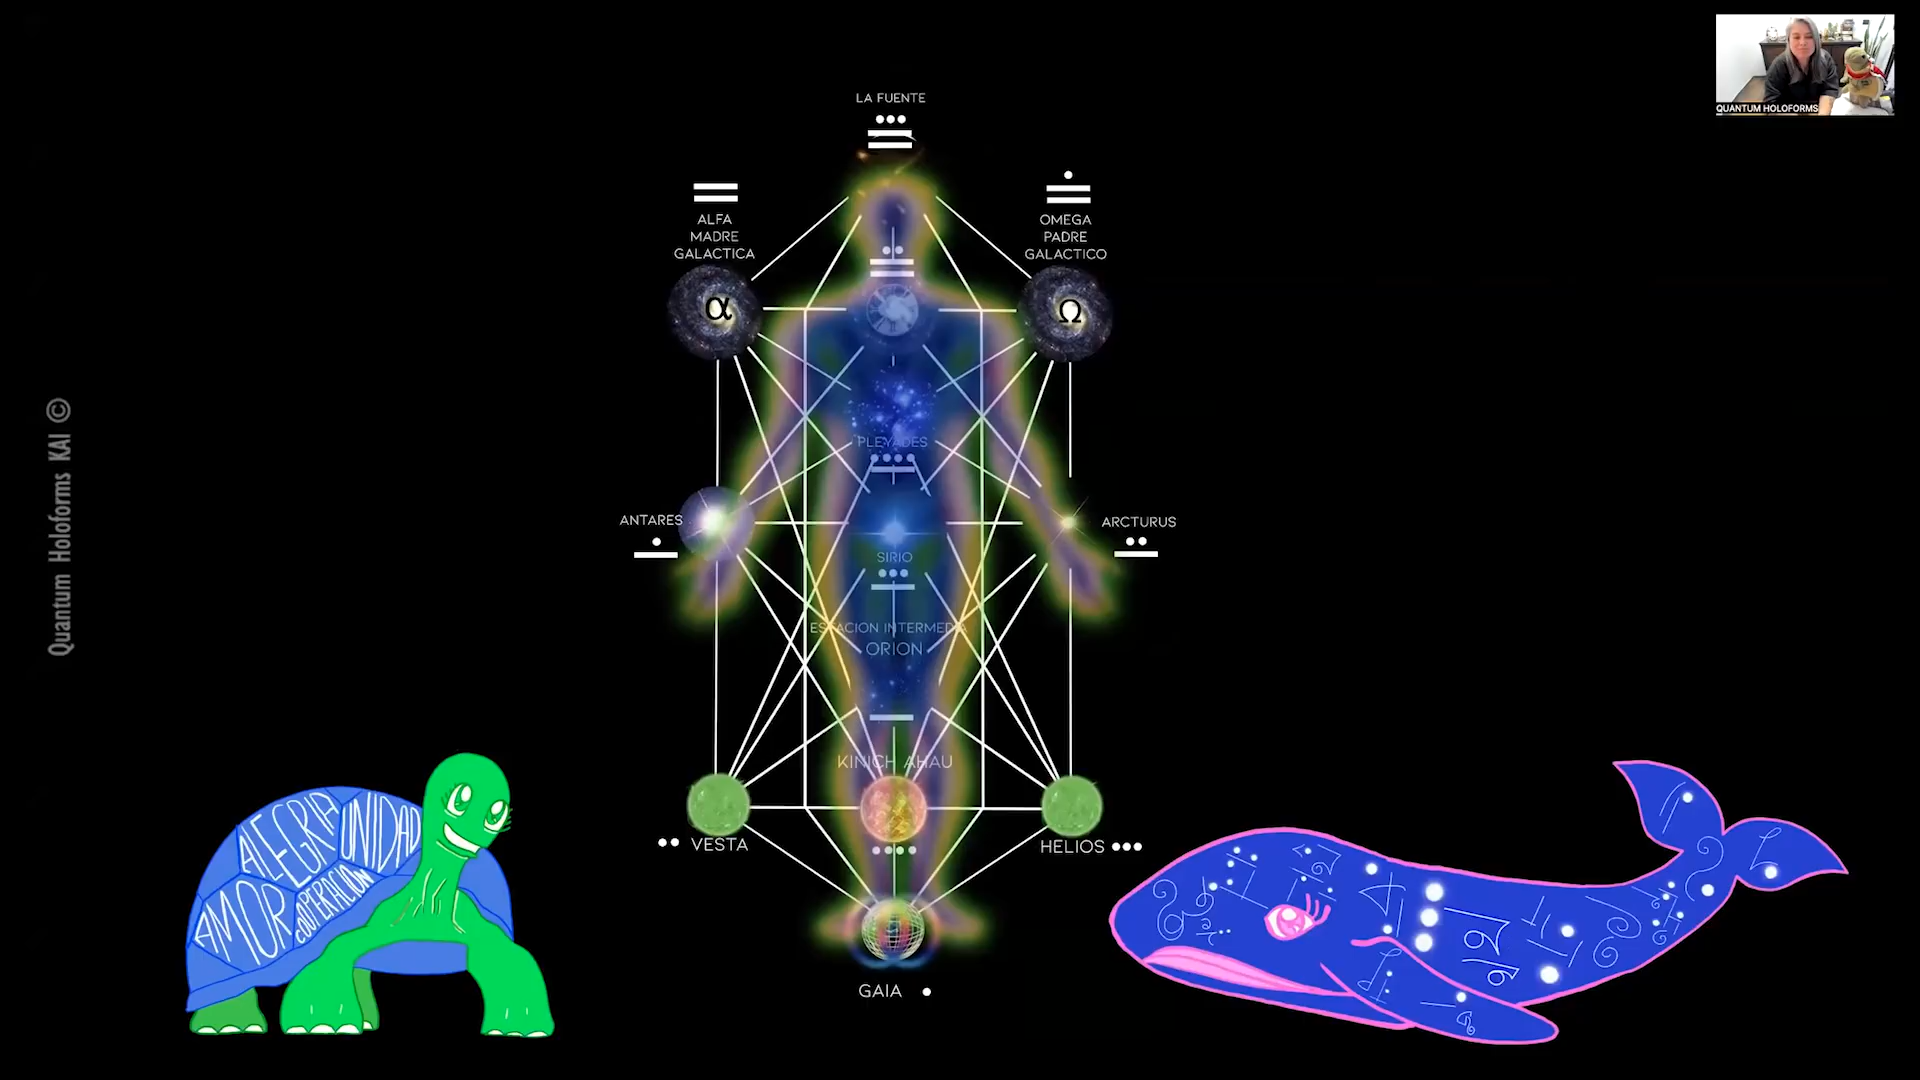 QUANTUM HOLOFORMS
LA FUENTE
ALFA
MADRE
GALACTICA
OMEGA
PADRE
GALACTICO
α
Ω
PLEYADES
ANTARES
ARCTURUS
SIRIO
ESTACION INTERMEDIA
ORION
KINICH AHAU
VESTA
HELIOS
GAIA
ALEGRIA
UNIDAD
AMOR
COOPERACION
Quantum Holoforms KAI ©